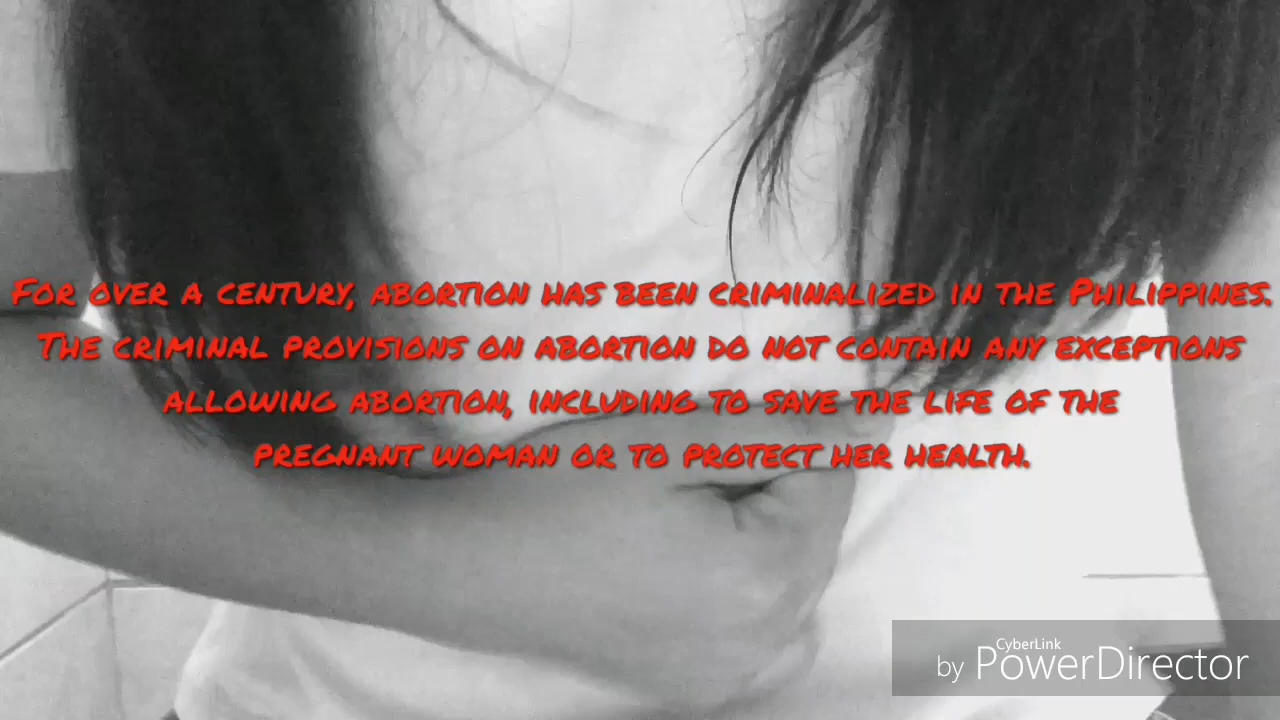 For over a century, abortion has been criminalized in the Philippines.
The criminal provisions on abortion do not contain any exceptions
allowing abortion, including to save the life of the
pregnant woman or to protect her health.
CyberLink
by PowerDirector